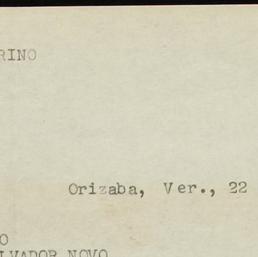 RINO
Orizaba, Ver., 22
O
LVADOR NOVO